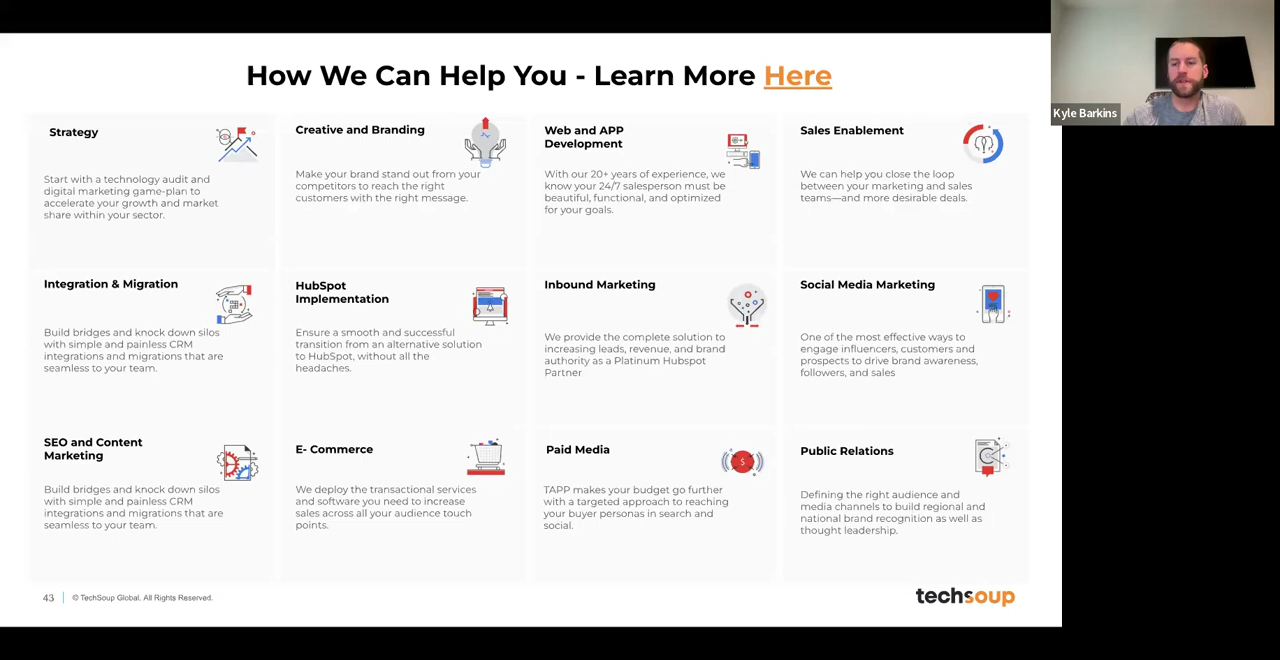 How We Can Help You - Learn More Here
Kyle Barkins
Strategy
Start with a technology audit and
digital marketing game-plan to
accelerate your growth and market
share within your sector.
Creative and Branding
Make your brand stand out from your
competitors to reach the right
customers with the right message.
Web and APP
Development
With our 20+ years of experience, we
know your 24/7 salesperson must be
beautiful, functional, and optimized
for your goals.
Sales Enablement
We can help you close the loop
between your marketing and sales
teams—and more desirable deals.
Integration & Migration
Build bridges and knock down silos
with simple and painless CRM
integrations and migrations that are
seamless to your team.
HubSpot
Implementation
Ensure a smooth and successful
transition from an alternative solution
to HubSpot, without all the
headaches.
Inbound Marketing
We provide the complete solution to
increasing leads, revenue, and brand
authority as a Platinum Hubspot
Partner
Social Media Marketing
One of the most effective ways to
engage influencers, customers and
prospects to drive brand awareness,
followers, and sales
SEO and Content
Marketing
Build bridges and knock down silos
with simple and painless CRM
integrations and migrations that are
seamless to your team.
E- Commerce
We deploy the transactional services
and software you need to increase
sales across all your audience touch
points.
Paid Media
$
TAPP makes your budget go further
with a targeted approach to reaching
your buyer personas in search and
social.
Public Relations
Defining the right audience and
media channels to build regional and
national brand recognition as well as
thought leadership.
43
© TechSoup Global. All Rights Reserved.
techsoup